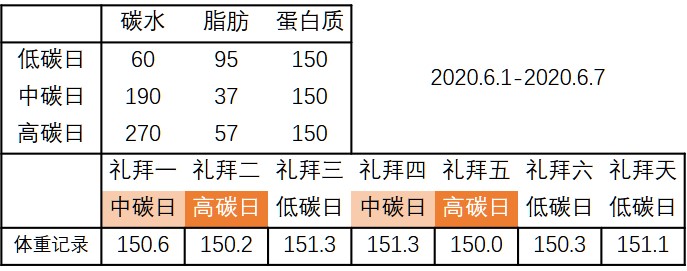 碳水 脂肪 蛋白质
低碳日 60 95 150
中碳日 190 37 150
高碳日 270 57 150
2020.6.1-2020.6.7
礼拜一 礼拜二 礼拜三 礼拜四 礼拜五 礼拜六 礼拜天
中碳日 高碳日 低碳日 中碳日 高碳日 低碳日 低碳日
体重记录 150.6 150.2 151.3 151.3 150.0 150.3 151.1